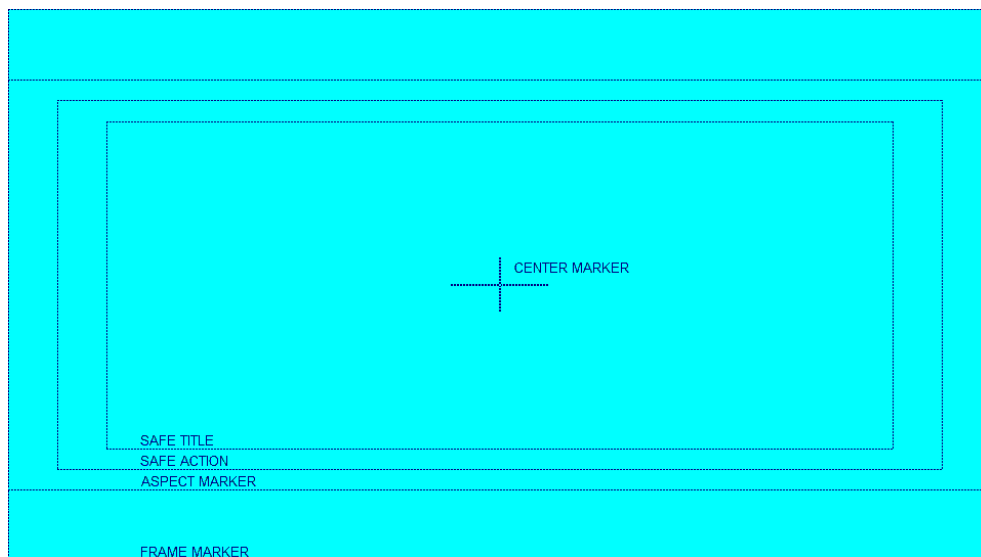 CENTER MARKER
SAFE TITLE
SAFE ACTION
ASPECT MARKER
FRAME MARKER